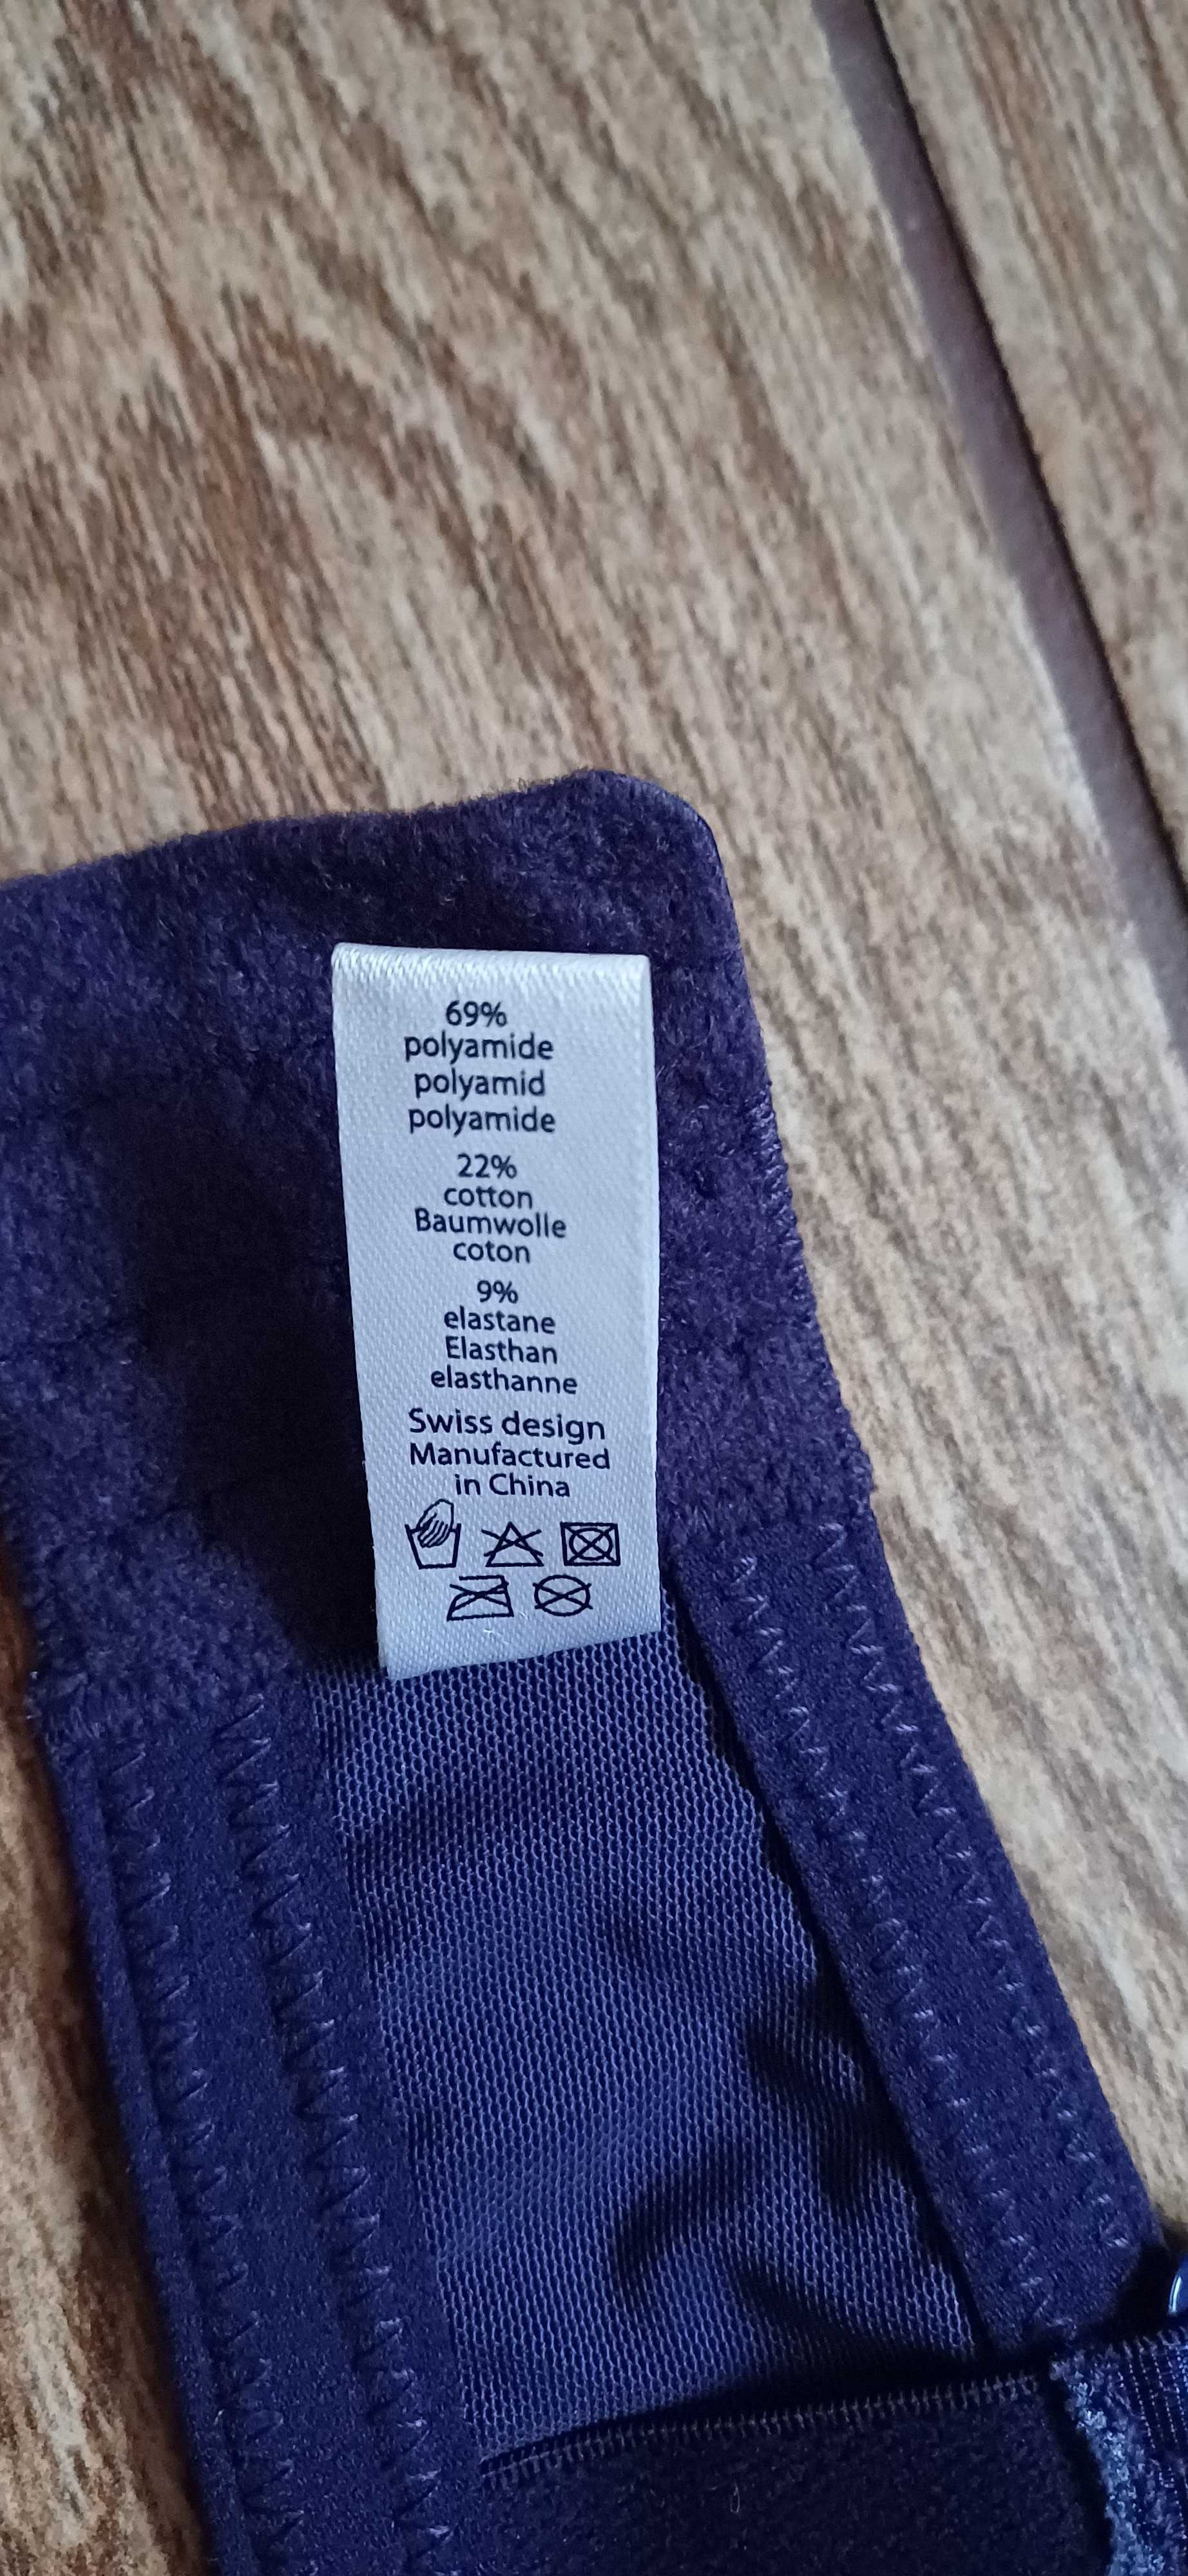 69%
polyamide
polyamid
polyamide
22%
cotton
Baumwolle
coton
9%
elastane
Elasthan
elasthanne
Swiss design
Manufactured
in China